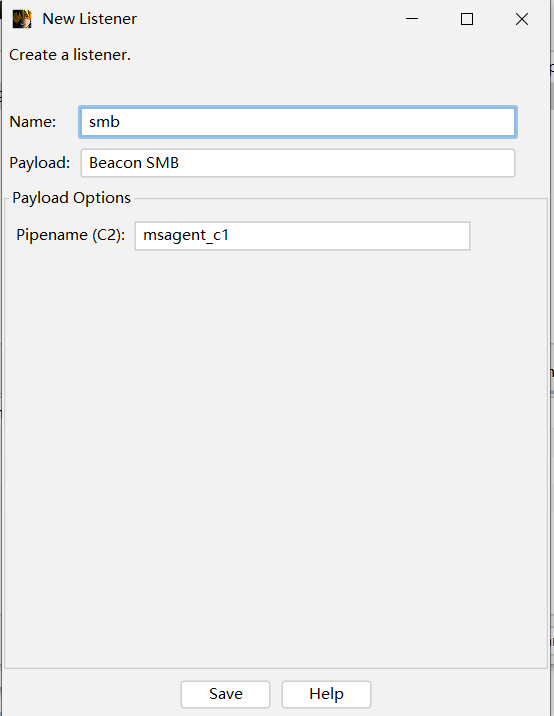 New Listener
Create a listener.
Name: smb
Payload: Beacon SMB
Payload Options
Pipename (C2): msagent_c1
Save Help